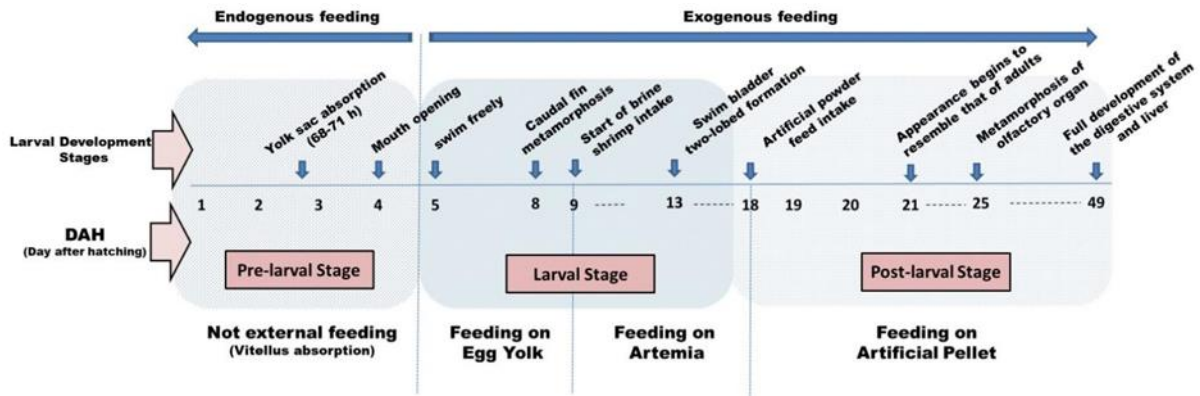 Endogenous feeding
Exogenous feeding
Larval Development
Stages
Yolk sac absorption
(68-71 h)
Mouth opening
swim freely
Caudal fin
metamorphosis
Start of brine
shrimp intake
Swim bladder
two-lobed formation
Artificial powder
feed intake
Appearance begins to
resemble that of adults
Metamorphosis of
olfactory organ
Full development of
the digestive system
and liver
1 2 3 4 5 8 9 ---- 13 ------ 18 19 20 21 ------ 25 ---------- 49
DAH
(Day after hatching)
Pre-larval Stage
Larval Stage
Post-larval Stage
Not external feeding
(Vitellus absorption)
Feeding on
Egg Yolk
Feeding on
Artemia
Feeding on
Artificial Pellet